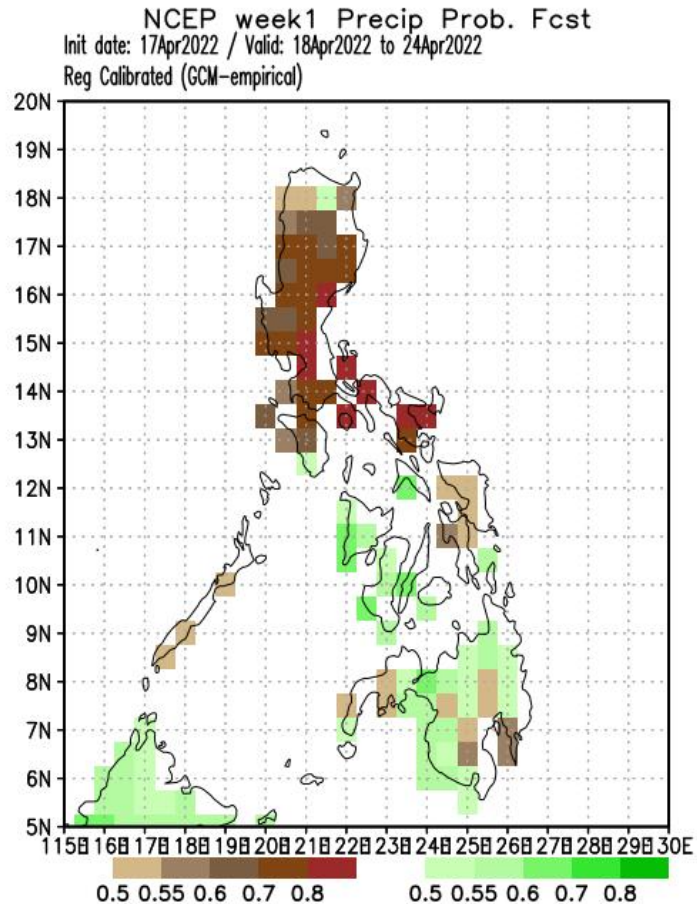 NCEP week1 Precip Prob. Fcst
Init date: 17Apr2022 / Valid: 18Apr2022 to 24Apr2022
Reg Calibrated (GCM-empirical)
20N
19N
18N
17N
16N
15N
14N
13N
12N
11N
10N
9N
8N
7N
6N
5N
115E 116E 117E 118E 119E 120E 121E 122E 123E 124E 125E 126E 127E 128E 129E 130E
0.5 0.55 0.6 0.7 0.8 0.5 0.55 0.6 0.7 0.8